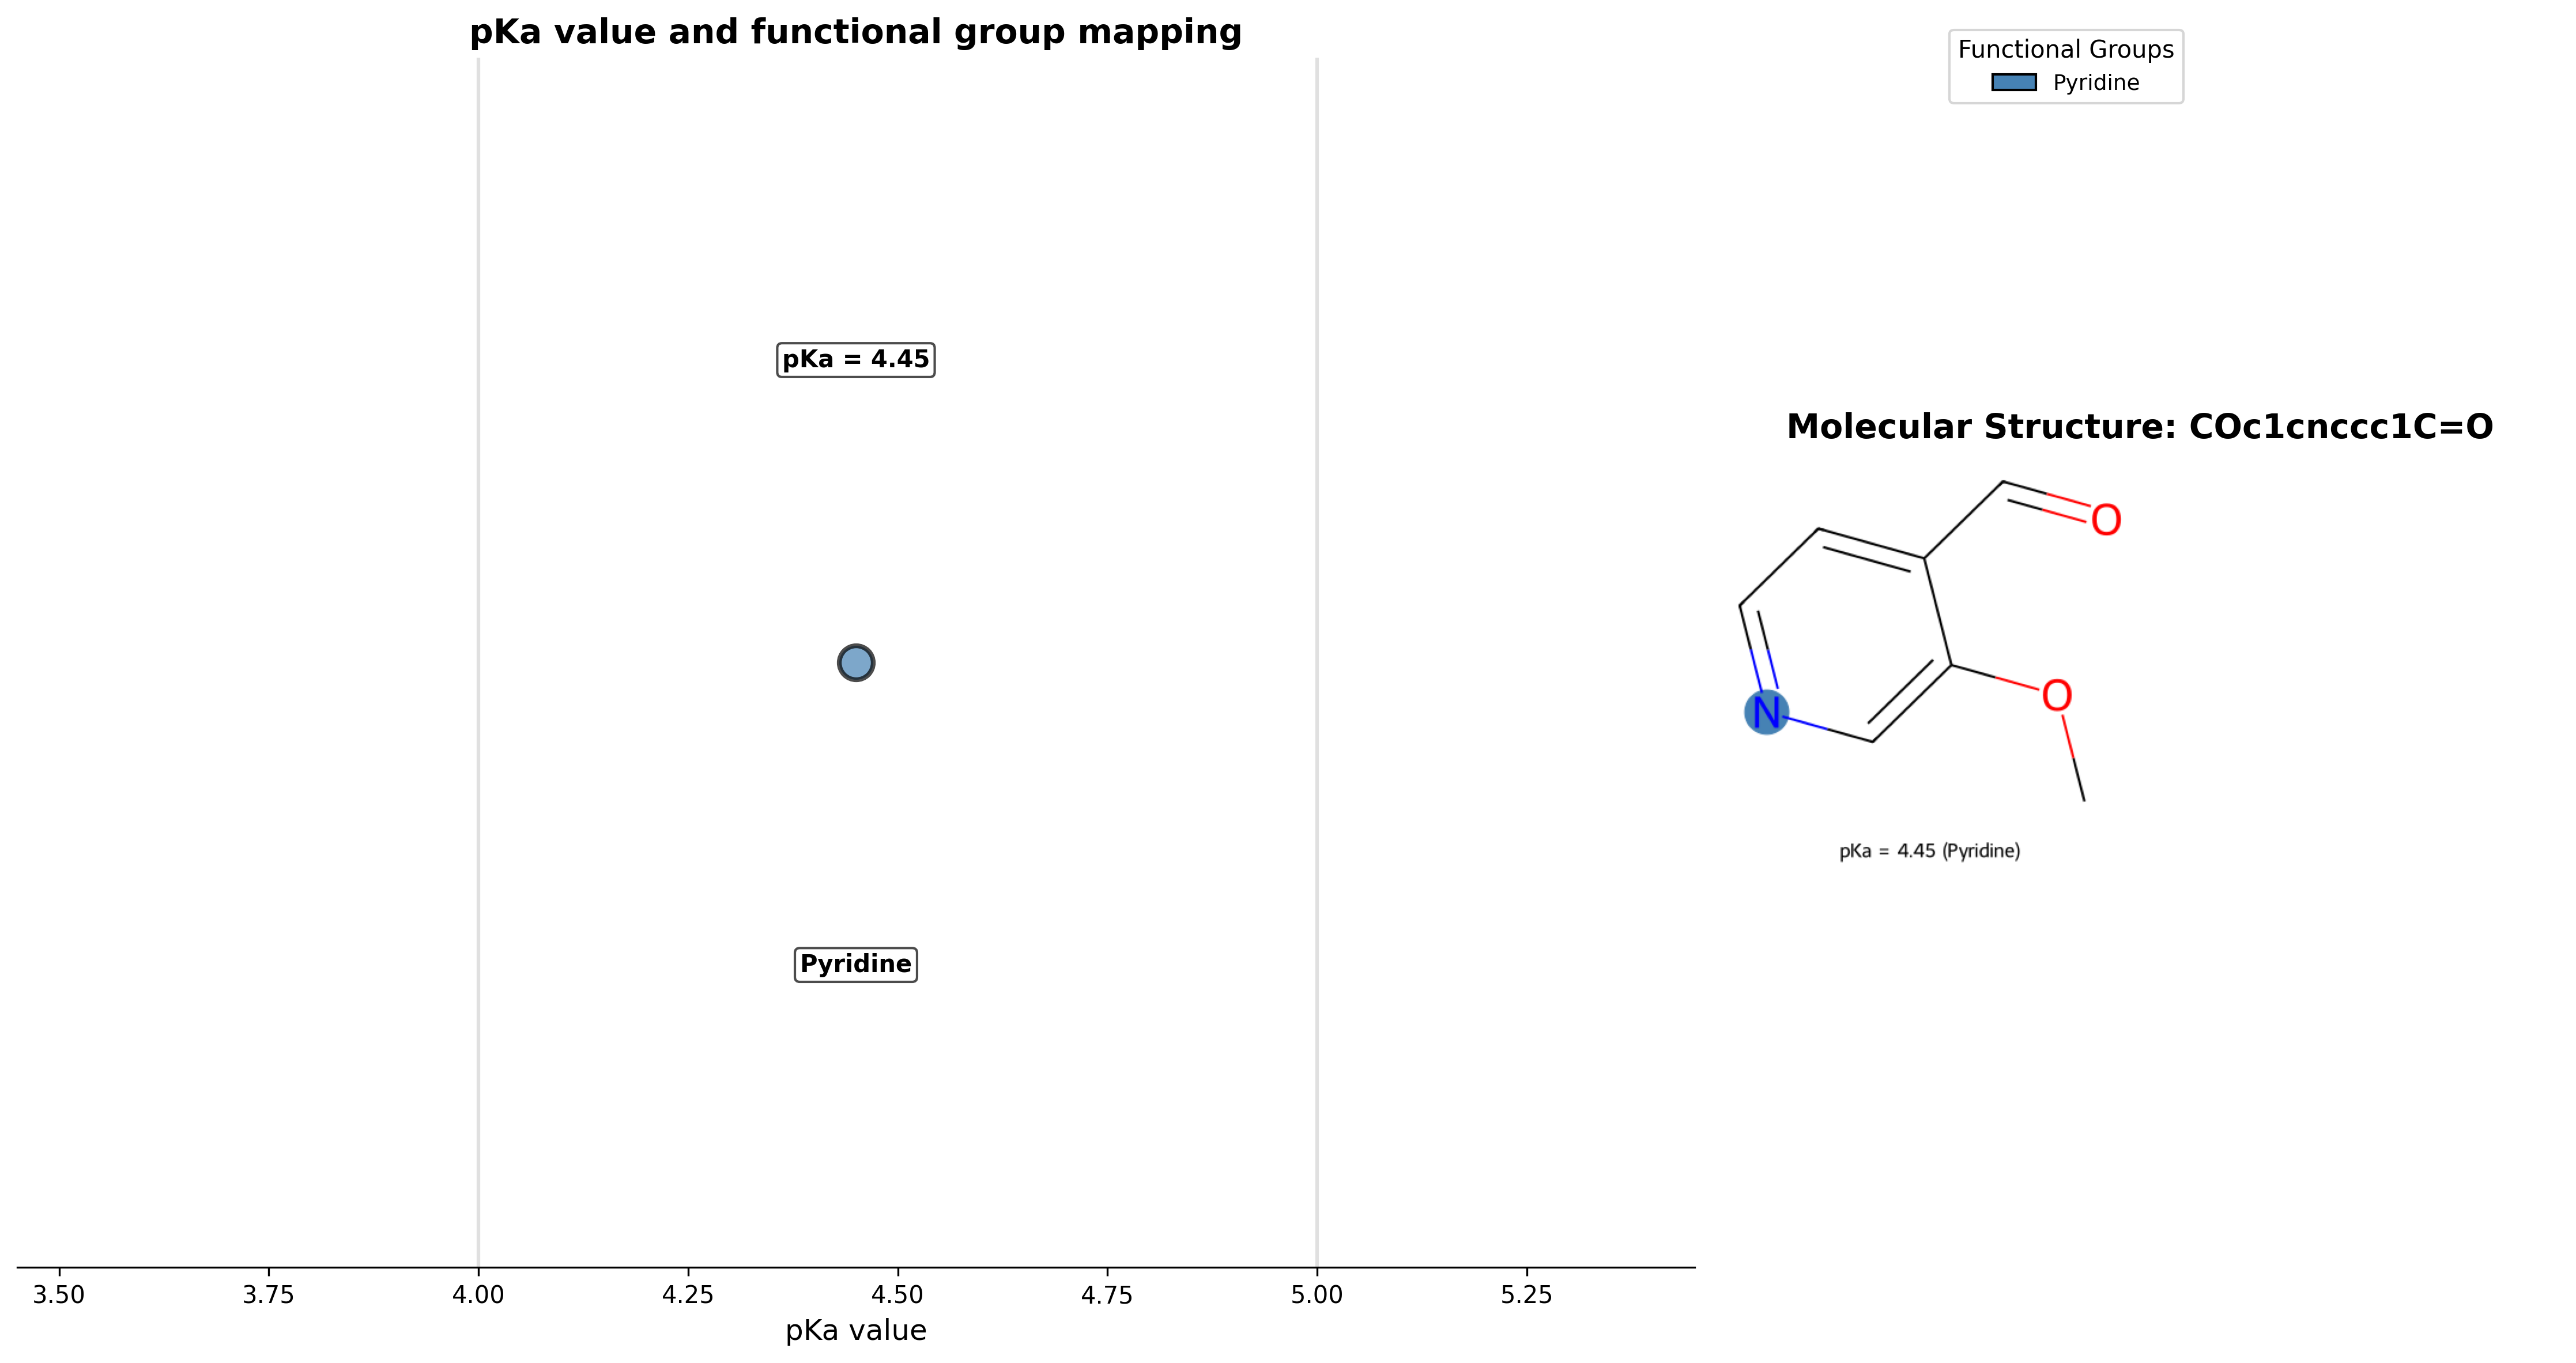 pKa value and functional group mapping
pKa = 4.45
Pyridine
3.50 3.75 4.00 4.25 4.50 4.75 5.00 5.25
pKa value
Functional Groups
Pyridine
Molecular Structure: COc1cnccc1C=O
O
O
N
pKa = 4.45 (Pyridine)